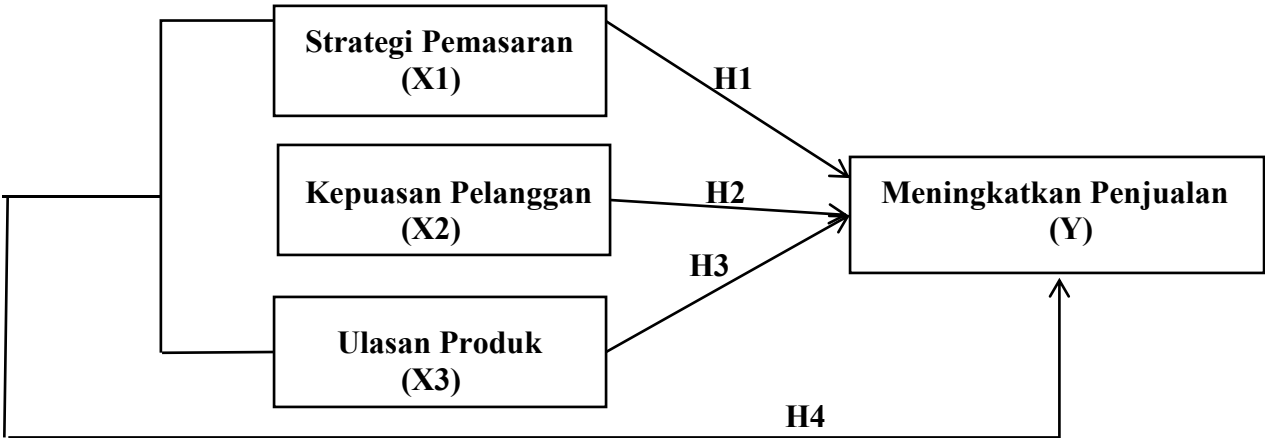 Strategi Pemasaran
(X1)
H1
Kepuasan Pelanggan
(X2)
H2
Meningkatkan Penjualan
(Y)
H3
Ulasan Produk
(X3)
H4